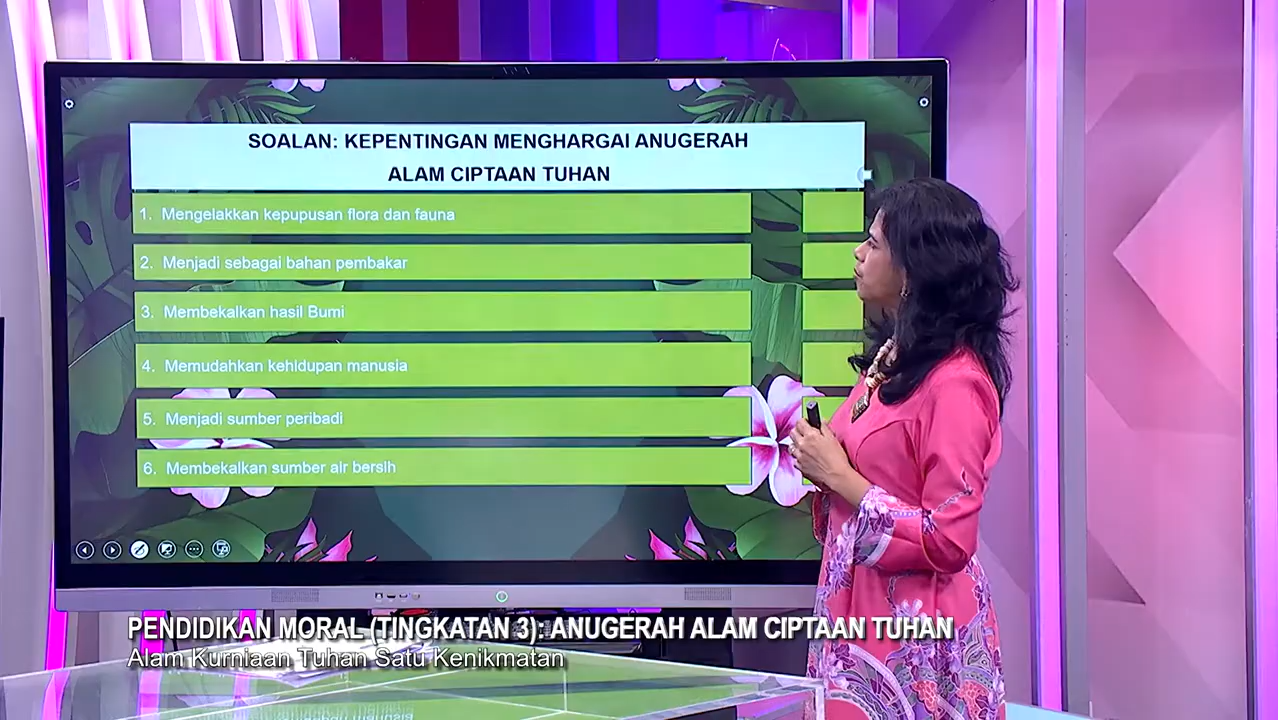 SOALAN: KEPENTINGAN MENGHARGAI ANUGERAH
ALAM CIPTAAN TUHAN
1. Mengelakkan kepupusan flora dan fauna
2. Menjadi sebagai bahan pembakar
3. Membekalkan hasil Bumi
4. Memudahkan kehidupan manusia
5. Menjadi sumber peribadi
6. Membekalkan sumber air bersih
PENDIDIKAN MORAL (TINGKATAN 3): ANUGERAH ALAM CIPTAAN TUHAN
Alam Kurniaan Tuhan Satu Kenikmatan